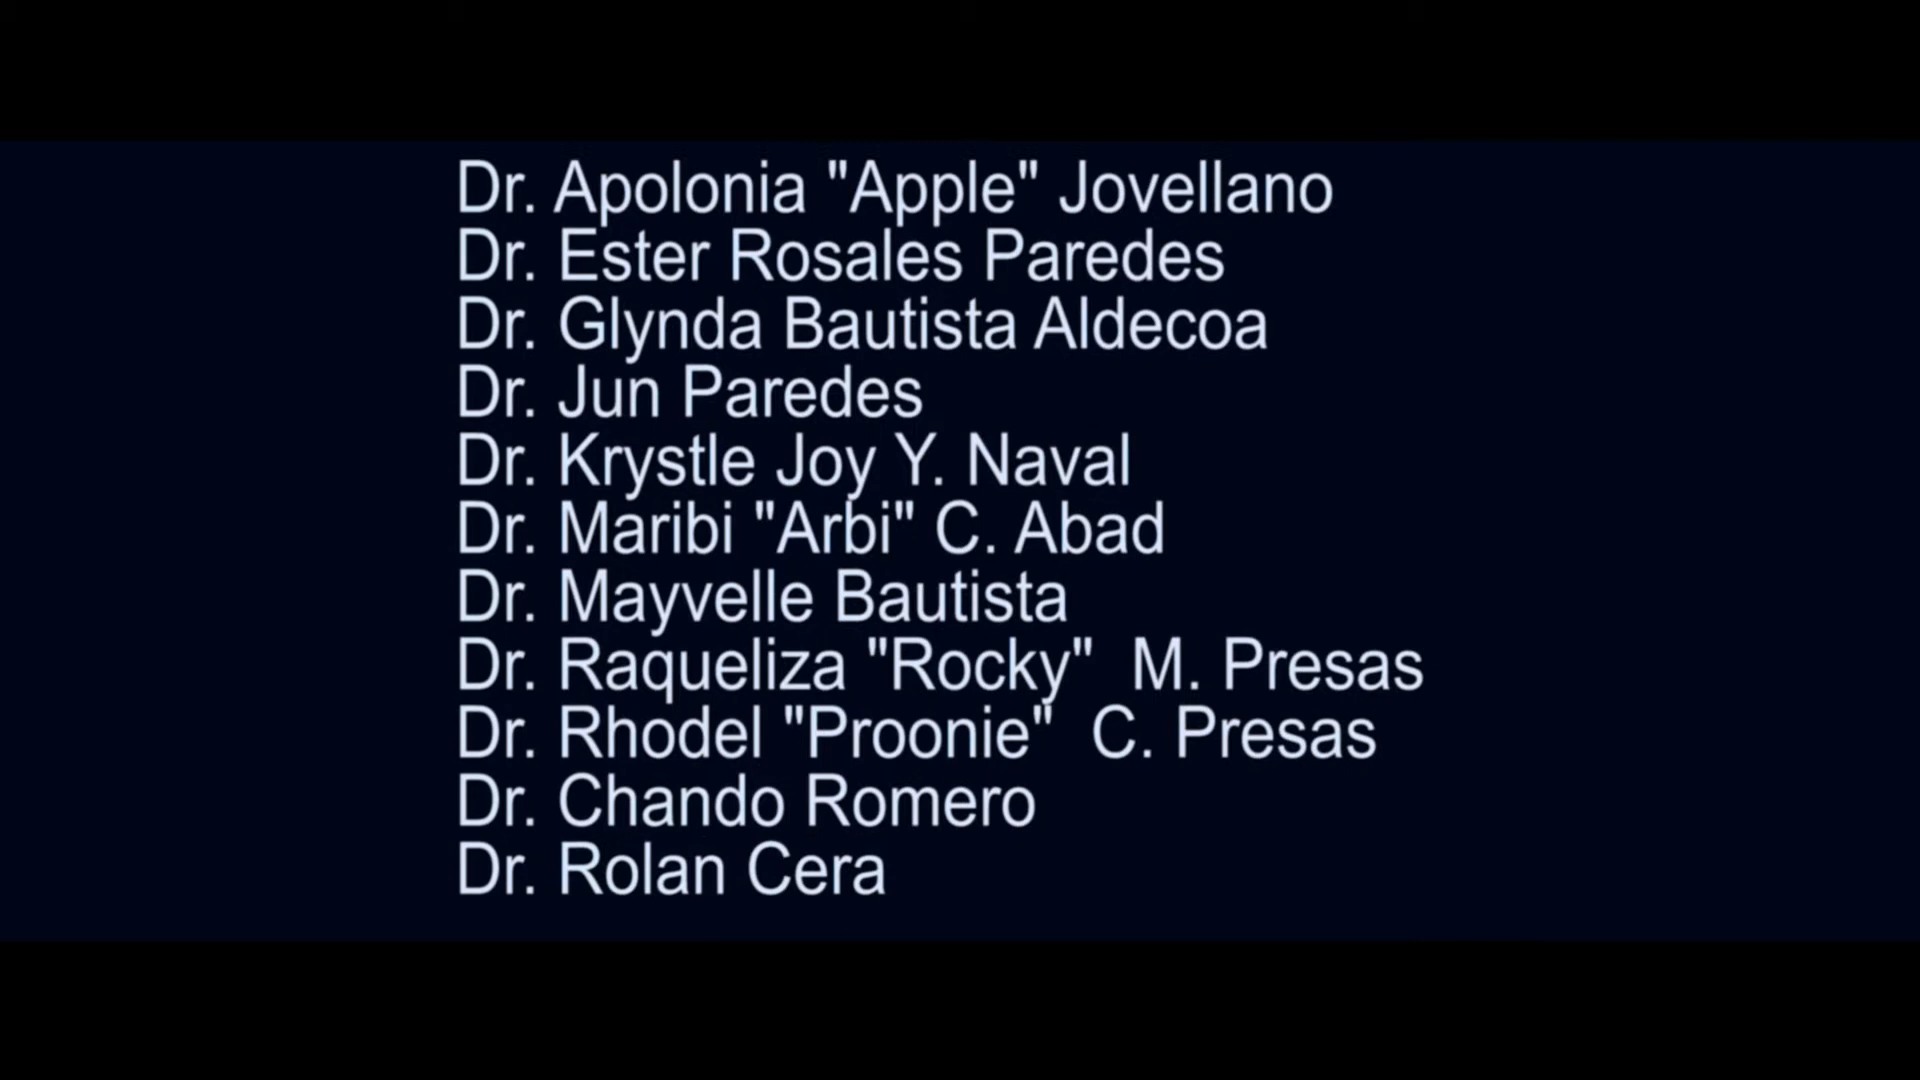 Dr. Apolonia "Apple" Jovellano
Dr. Ester Rosales Paredes
Dr. Glynda Bautista Aldecoa
Dr. Jun Paredes
Dr. Krystle Joy Y. Naval
Dr. Maribi "Arbi" C. Abad
Dr. Mayvelle Bautista
Dr. Raqueliza "Rocky"  M. Presas
Dr. Rhodel "Proonie"  C. Presas
Dr. Chando Romero
Dr. Rolan Cera